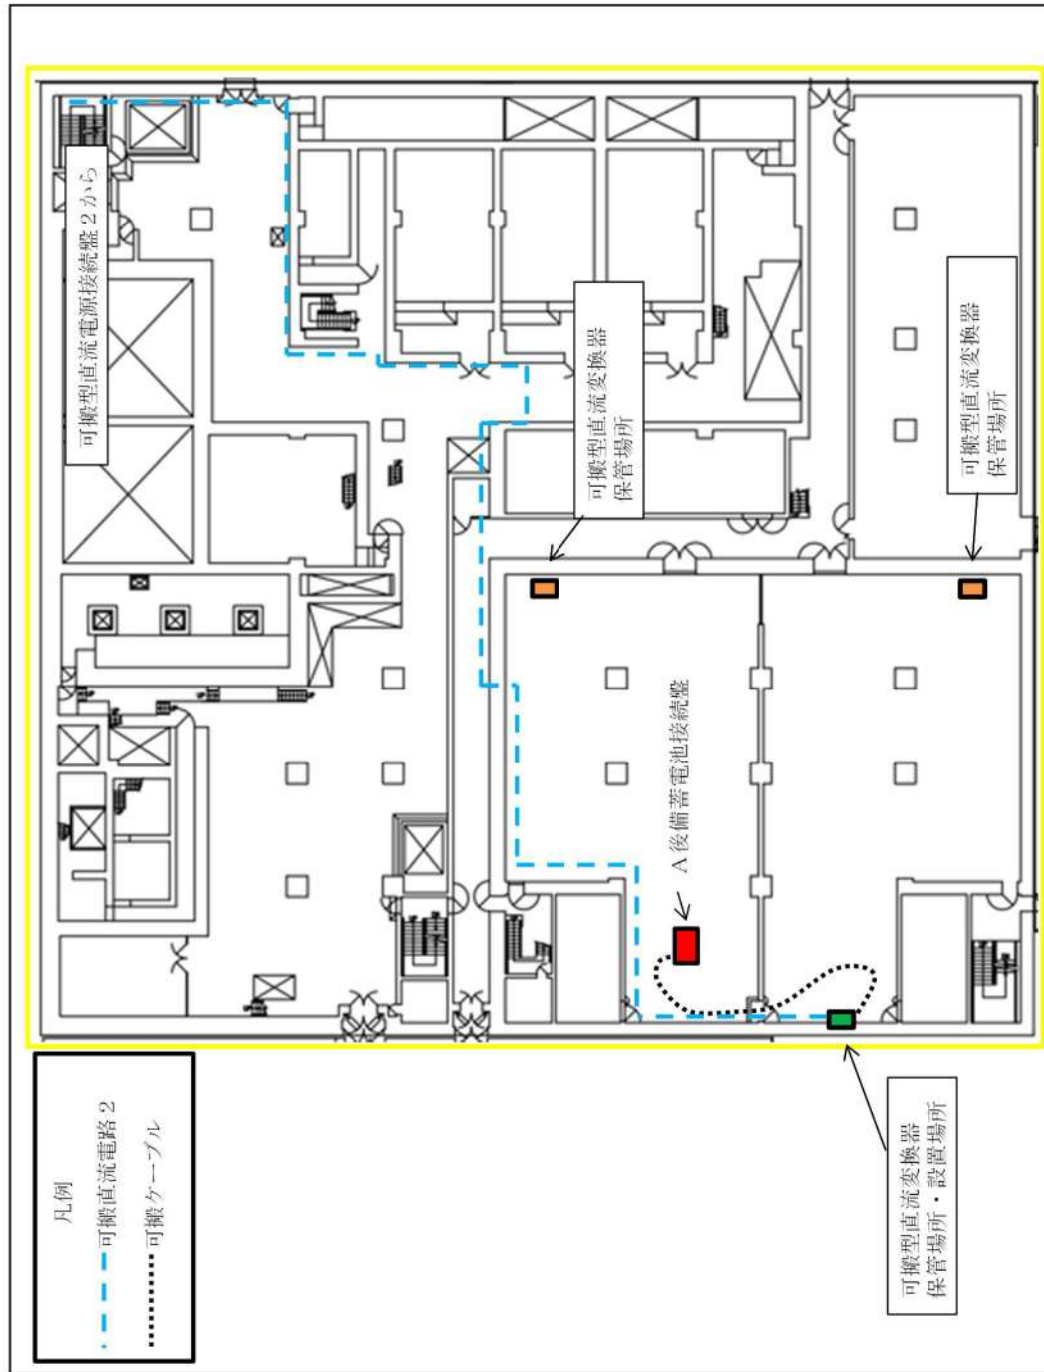 可搬型直流電源接続盤２から
可搬型直流変換器
保管場所
可搬型直流変換器
保管場所
Ａ後備蓄電池接続盤
可搬型直流変換器
保管場所・設置場所
凡例
可搬直流電路２
可搬ケーブル